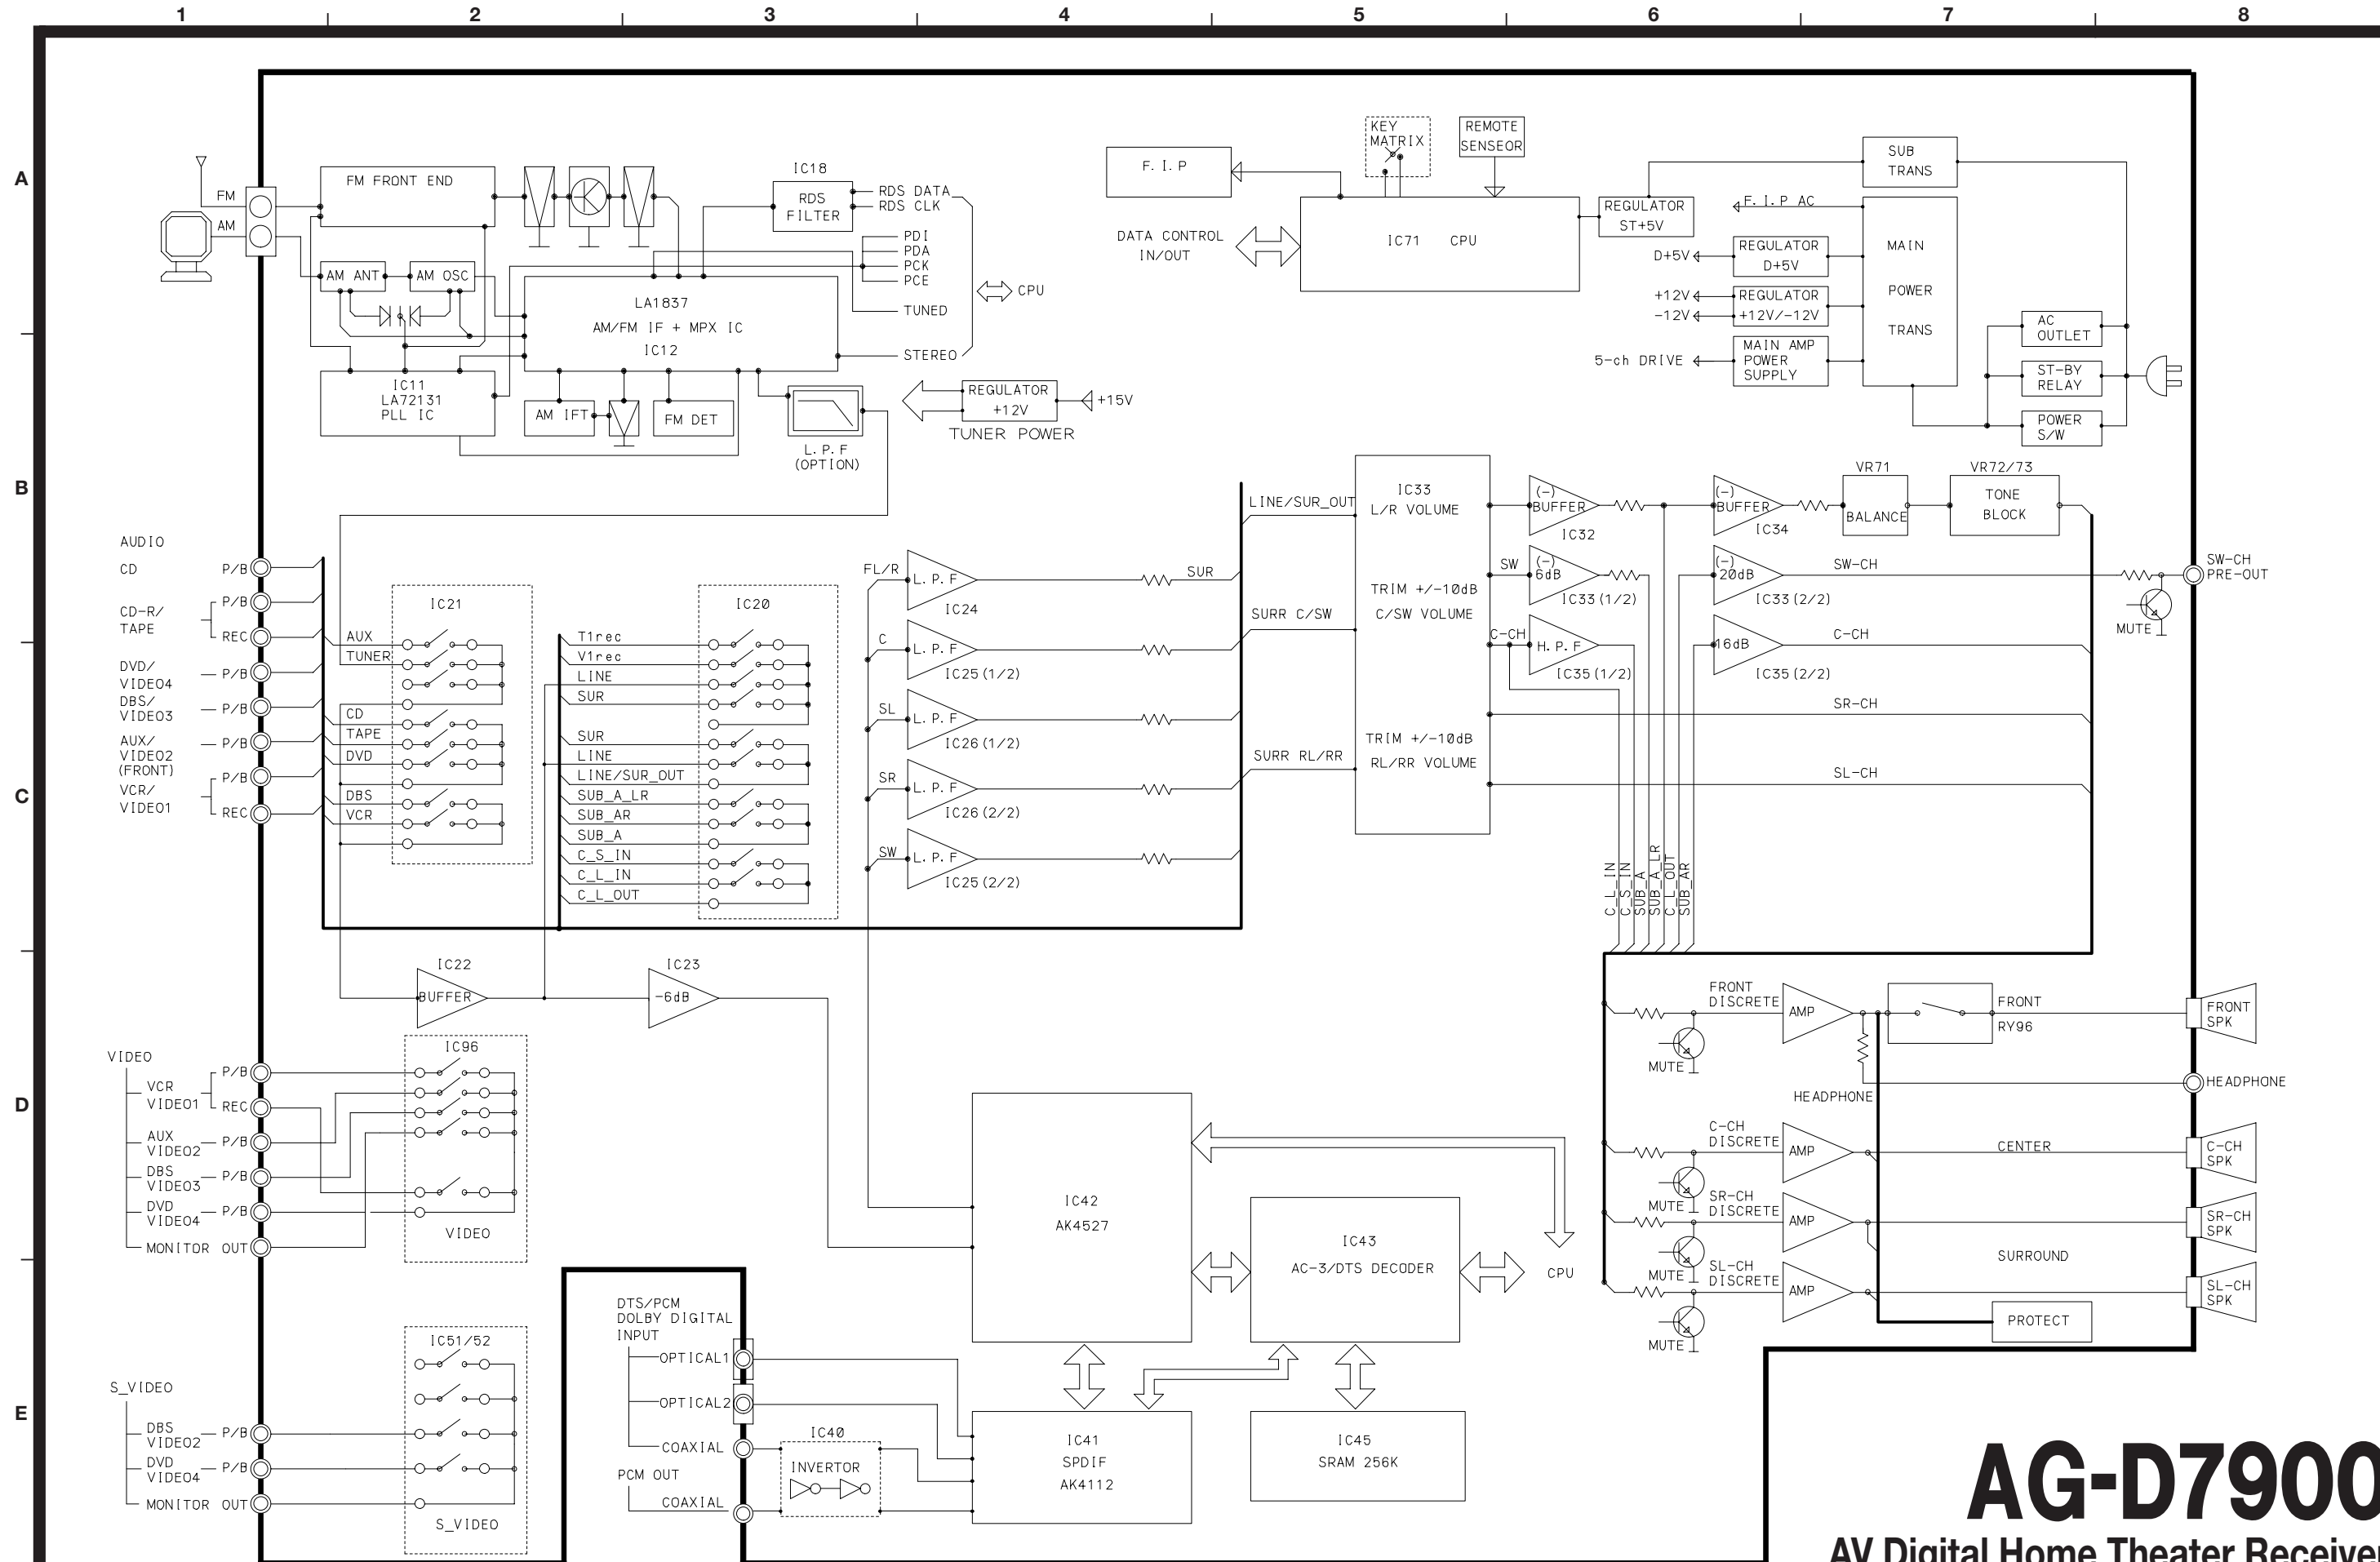 1 2 3 4 5 6 7 8
A
B
C
D
E
FM
AM
FM FRONT END
AM ANT
AM OSC
IC11
LA72131
PLL IC
LA1837
AM/FM IF + MPX IC
IC12
AM IFT
FM DET
IC18
RDS
FILTER
RDS DATA
RDS CLK
PDI
PDA
PCK
PCE
TUNED
STEREO
CPU
L.P.F
(OPTION)
REGULATOR
+12V
+15V
TUNER POWER
F.I.P
KEY
MATRIX
REMOTE
SENSEOR
DATA CONTROL
IN/OUT
IC71 CPU
REGULATOR
ST+5V
SUB
TRANS
F.I.P AC
D+5V
REGULATOR
D+5V
+12V
-12V
REGULATOR
+12V/-12V
5-ch DRIVE
MAIN AMP
POWER
SUPPLY
MAIN
POWER
TRANS
AC
OUTLET
ST-BY
RELAY
POWER
S/W
AUDIO
CD
P/B
CD-R/
TAPE
P/B
REC
DVD/
VIDEO4
P/B
DBS/
VIDEO3
P/B
AUX/
VIDEO2
(FRONT)
P/B
VCR/
VIDEO1
P/B
REC
IC21
AUX
TUNER
CD
TAPE
DVD
DBS
VCR
IC20
T1rec
V1rec
LINE
SUR
SUR
LINE
LINE/SUR_OUT
SUB_A_LR
SUB_AR
SUB_A
C_S_IN
C_L_IN
C_L_OUT
FL/R
L.P.F
IC24
SUR
C
L.P.F
IC25(1/2)
SL
L.P.F
IC26(1/2)
SR
L.P.F
IC26(2/2)
SW
L.P.F
IC25(2/2)
LINE/SUR_OUT
SURR C/SW
SURR RL/RR
IC33
L/R VOLUME
TRIM +/-10dB
C/SW VOLUME
TRIM +/-10dB
RL/RR VOLUME
(-)
BUFFER
IC32
(-)
BUFFER
IC34
VR71
BALANCE
VR72/73
TONE
BLOCK
SW
(-)
6dB
IC33(1/2)
(-)
20dB
IC33(2/2)
SW-CH
SW-CH
PRE-OUT
MUTE
C-CH
H.P.F
IC35(1/2)
16dB
IC35(2/2)
C-CH
SR-CH
SL-CH
C_L_IN
C_S_IN
SUB_A
SUB_A_LR
C_L_OUT
SUB_AR
IC22
BUFFER
IC23
-6dB
VIDEO
VCR
VIDEO1
P/B
REC
AUX
VIDEO2
P/B
DBS
VIDEO3
P/B
DVD
VIDEO4
P/B
MONITOR OUT
IC96
VIDEO
S_VIDEO
DBS
VIDEO2
P/B
DVD
VIDEO4
P/B
MONITOR OUT
IC51/52
S_VIDEO
DTS/PCM
DOLBY DIGITAL
INPUT
OPTICAL1
OPTICAL2
COAXIAL
PCM OUT
COAXIAL
IC40
INVERTOR
IC42
AK4527
IC43
AC-3/DTS DECODER
CPU
IC41
SPDIF
AK4112
IC45
SRAM 256K
FRONT
DISCRETE
AMP
MUTE
FRONT
RY96
FRONT
SPK
HEADPHONE
HEADPHONE
C-CH
DISCRETE
AMP
MUTE
CENTER
C-CH
SPK
SR-CH
DISCRETE
AMP
MUTE
SR-CH
SPK
SURROUND
SL-CH
DISCRETE
AMP
MUTE
SL-CH
SPK
PROTECT
AG-D7900
AV Digital Home Theater Receiver